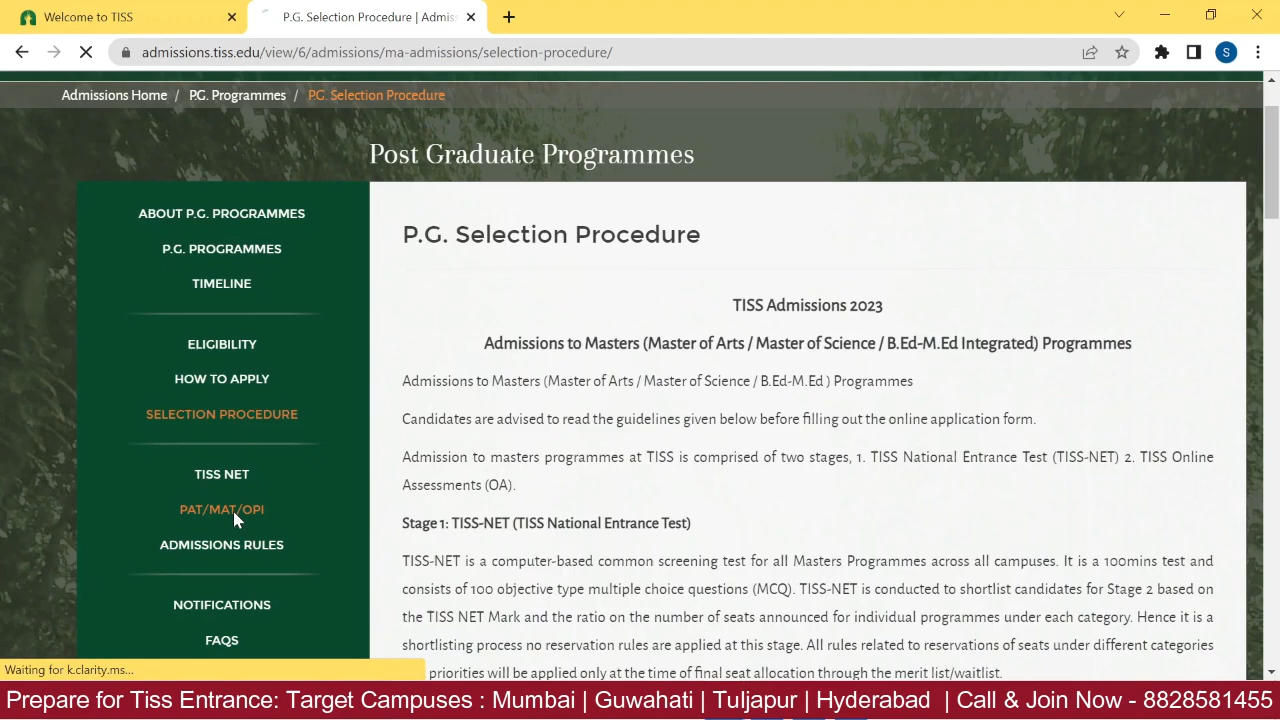 Welcome to TISS
P.G. Selection Procedure | Admiss
admissions.tiss.edu/view/6/admissions/ma-admissions/selection-procedure/
S
Admissions Home / P.G. Programmes / P.G. Selection Procedure
Post Graduate Programmes
ABOUT P.G. PROGRAMMES
P.G. PROGRAMMES
TIMELINE
ELIGIBILITY
HOW TO APPLY
SELECTION PROCEDURE
TISS NET
PAT/MAT/OPI
ADMISSIONS RULES
NOTIFICATIONS
FAQS
P.G. Selection Procedure
TISS Admissions 2023
Admissions to Masters (Master of Arts / Master of Science / B.Ed-M.Ed Integrated) Programmes
Admissions to Masters (Master of Arts / Master of Science / B.Ed-M.Ed ) Programmes
Candidates are advised to read the guidelines given below before filling out the online application form.
Admission to masters programmes at TISS is comprised of two stages, 1. TISS National Entrance Test (TISS-NET) 2. TISS Online
Assessments (OA).
Stage 1: TISS-NET (TISS National Entrance Test)
TISS-NET is a computer-based common screening test for all Masters Programmes across all campuses. It is a 100mins test and
consists of 100 objective type multiple choice questions (MCQ). TISS-NET is conducted to shortlist candidates for Stage 2 based on
the TISS NET Mark and the ratio on the number of seats announced for individual programmes under each category. Hence it is a
shortlisting process no reservation rules are applied at this stage. All rules related to reservations of seats under different categories
priorities will be applied only at the time of final seat allocation through the merit list/waitlist.
Waiting for k.clarity.ms...
Prepare for Tiss Entrance: Target Campuses : Mumbai | Guwahati | Tuljapur | Hyderabad | Call & Join Now - 8828581455